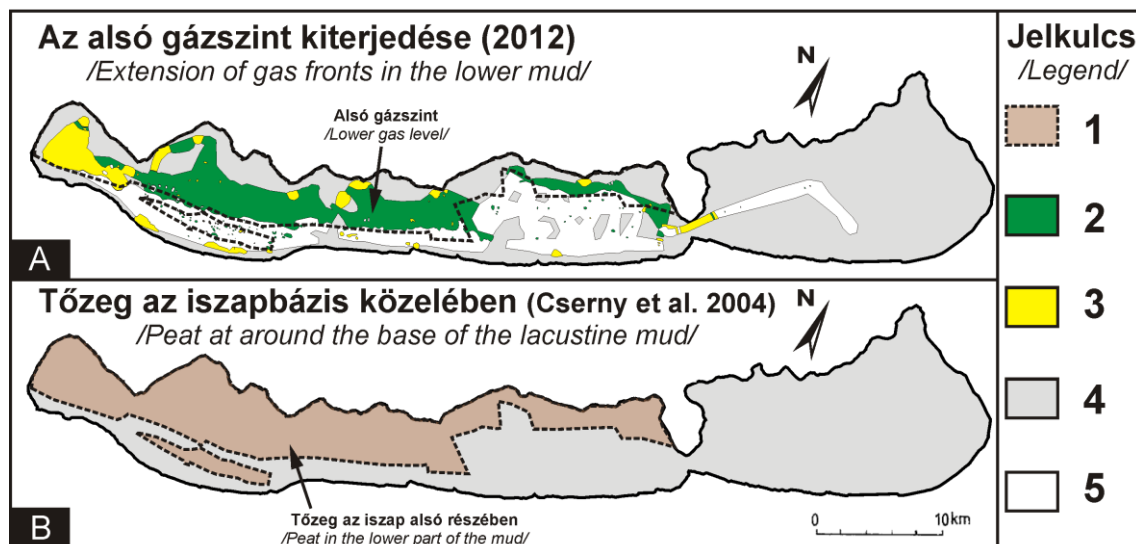 Az alsó gázszint kiterjedése (2012)
/Extension of gas fronts in the lower mud/
Alsó gázszint
/Lower gas level/
N
A
Tőzeg az iszapbázis közelében (Cserny et al. 2004)
/Peat at around the base of the lacustine mud/
N
Tőzeg az iszap alsó részében
/Peat in the lower part of the mud/
0 10km
B
Jelkulcs
/Legend/
1
2
3
4
5